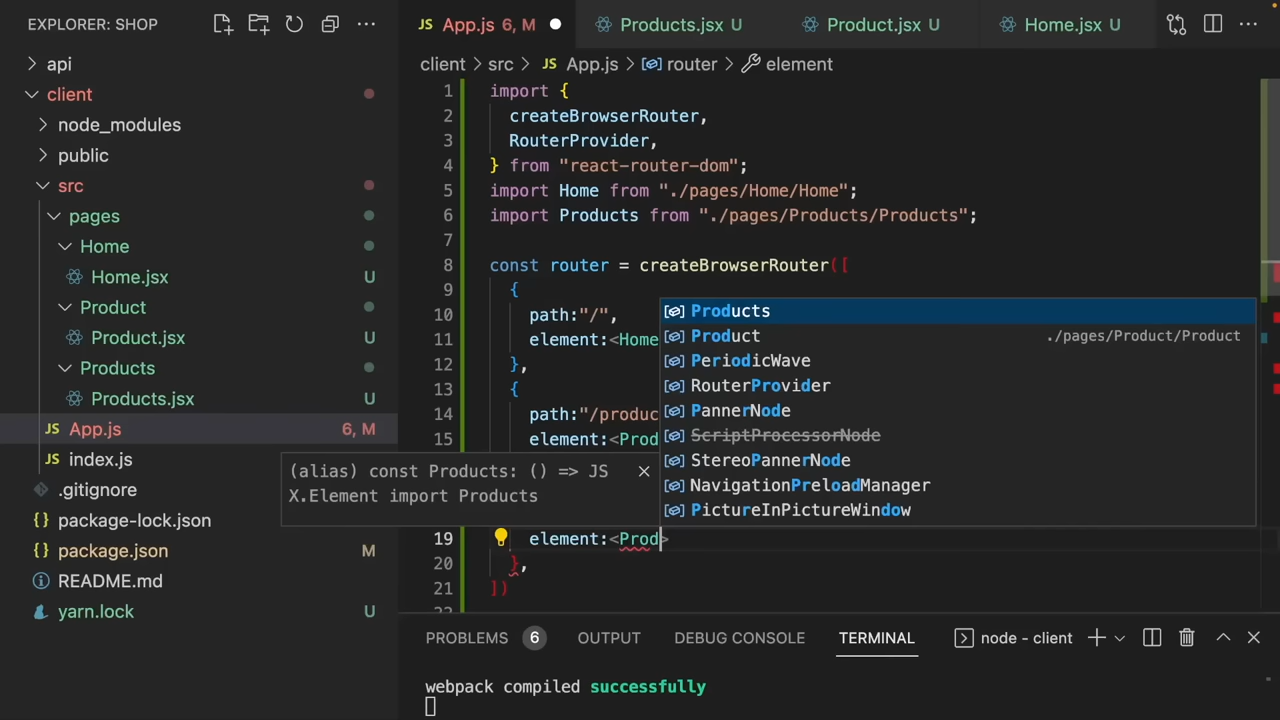 EXPLORER: SHOP
api
client
node_modules
public
src
pages
Home
Home.jsx U
Product
Product.jsx U
Products
Products.jsx U
JS App.js 6, M
JS index.js
.gitignore
{} package-lock.json
{} package.json M
README.md
yarn.lock U
JS App.js 6, M
Products.jsx U
Product.jsx U
Home.jsx U
client > src > JS App.js > router > element
1 import {
2 createBrowserRouter,
3 RouterProvider,
4 } from "react-router-dom";
5 import Home from "./pages/Home/Home";
6 import Products from "./pages/Products/Products";
7
8 const router = createBrowserRouter([
9 {
10 path:"/",
11 element:<Home
12 },
13 {
14 path:"/produc
15 element:<Prod
19 element:<Prod>
20 },
21 ])
22
Products
Product ./pages/Product/Product
PeriodicWave
RouterProvider
PannerNode
ScriptProcessorNode
StereoPannerNode
NavigationPreloadManager
PictureInPictureWindow
(alias) const Products: () => JS
X.Element import Products
PROBLEMS 6 OUTPUT DEBUG CONSOLE TERMINAL node - client
webpack compiled successfully